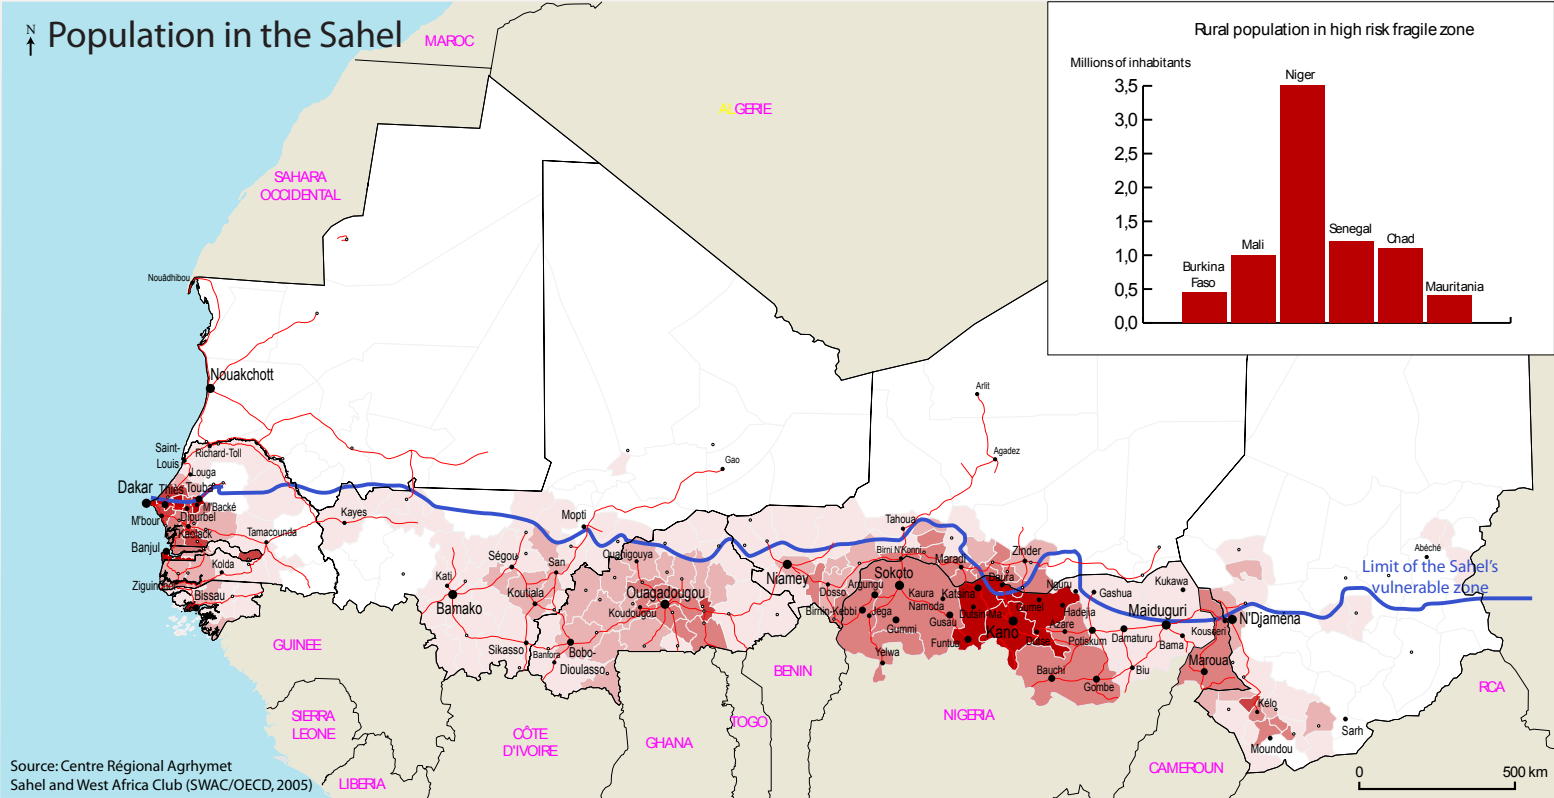 N
Population in the Sahel
MAROC
ALGERIE
SAHARA
OCCIDENTAL
Rural population in high risk fragile zone
Millions of inhabitants
3,5
3,0
2,5
2,0
1,5
1,0
0,5
0,0
Burkina
Faso
Mali
Niger
Senegal
Chad
Mauritania
Nouâdhibou
Nouakchott
Arlit
Agadez
Gao
Saint-
Louis
Richard-Toll
Louga
Dakar
Thiès
Touba
M'Backé
M'bour
Diourbel
Kaolack
Tamacounda
Banjul
Kolda
Ziguinchor
Bissau
Kayes
Mopti
Ségou
San
Kati
Koutiala
Bamako
Sikasso
Ouahigouya
Ouagadougou
Koudougou
Banfora
Bobo-
Dioulasso
Tahoua
Niamey
Dosso
Birni N'Konni
Maradi
Zinder
Sokoto
Argungu
Kaura
Namoda
Katsina
Daura
Nguru
Gashua
Kukawa
Birnin-Kebbi
Jega
Gummi
Gusau
Dutsin-Ma
Gumel
Hadejia
Kano
Azare
Dutse
Funtua
Yelwa
Potiskum
Damaturu
Maiduguri
Bama
Biu
Bauchi
Gombe
Kousseri
N'Djamena
Maroua
Abéché
Limit of the Sahel's
vulnerable zone
Kélo
Moundou
Sarh
GUINEE
SIERRA
LEONE
LIBERIA
CÔTE
D'IVOIRE
GHANA
TOGO
BENIN
NIGERIA
CAMEROUN
RCA
Source: Centre Régional Agrhymet
Sahel and West Africa Club (SWAC/OECD, 2005)
0
500 km